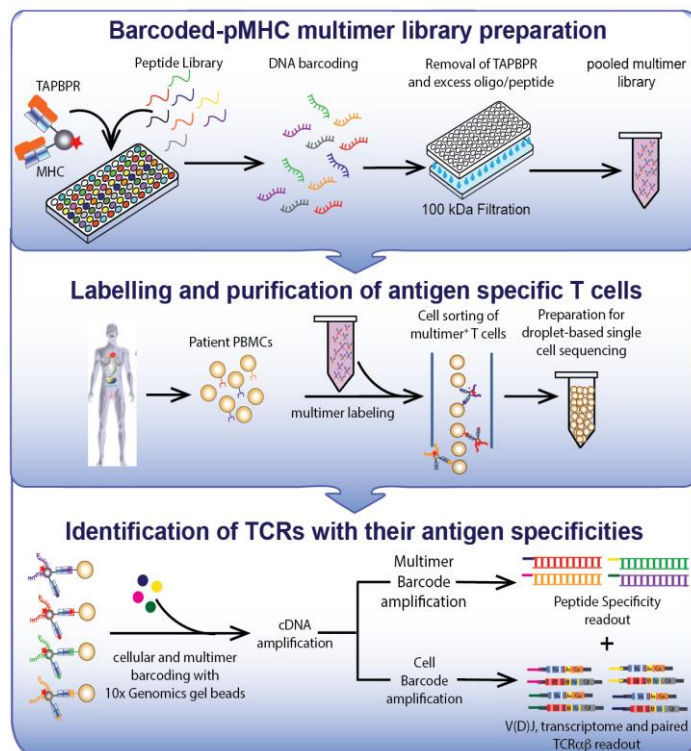 Barcoded-pMHC multimer library preparation
TAPBPR
MHC
Peptide Library
DNA barcoding
Removal of TAPBPR
and excess oligo/peptide
100 kDa Filtration
pooled multimer
library
Labelling and purification of antigen specific T cells
Patient PBMCs
multimer labeling
Cell sorting of
multimer⁺ T cells
Preparation for
droplet-based single
cell sequencing
Identification of TCRs with their antigen specificities
cellular and multimer
barcoding with
10x Genomics gel beads
cDNA
amplification
Multimer
Barcode
amplification
Peptide Specificity
readout
+
Cell
Barcode
amplification
V(D)J, transcriptome and paired
TCRαβ readout